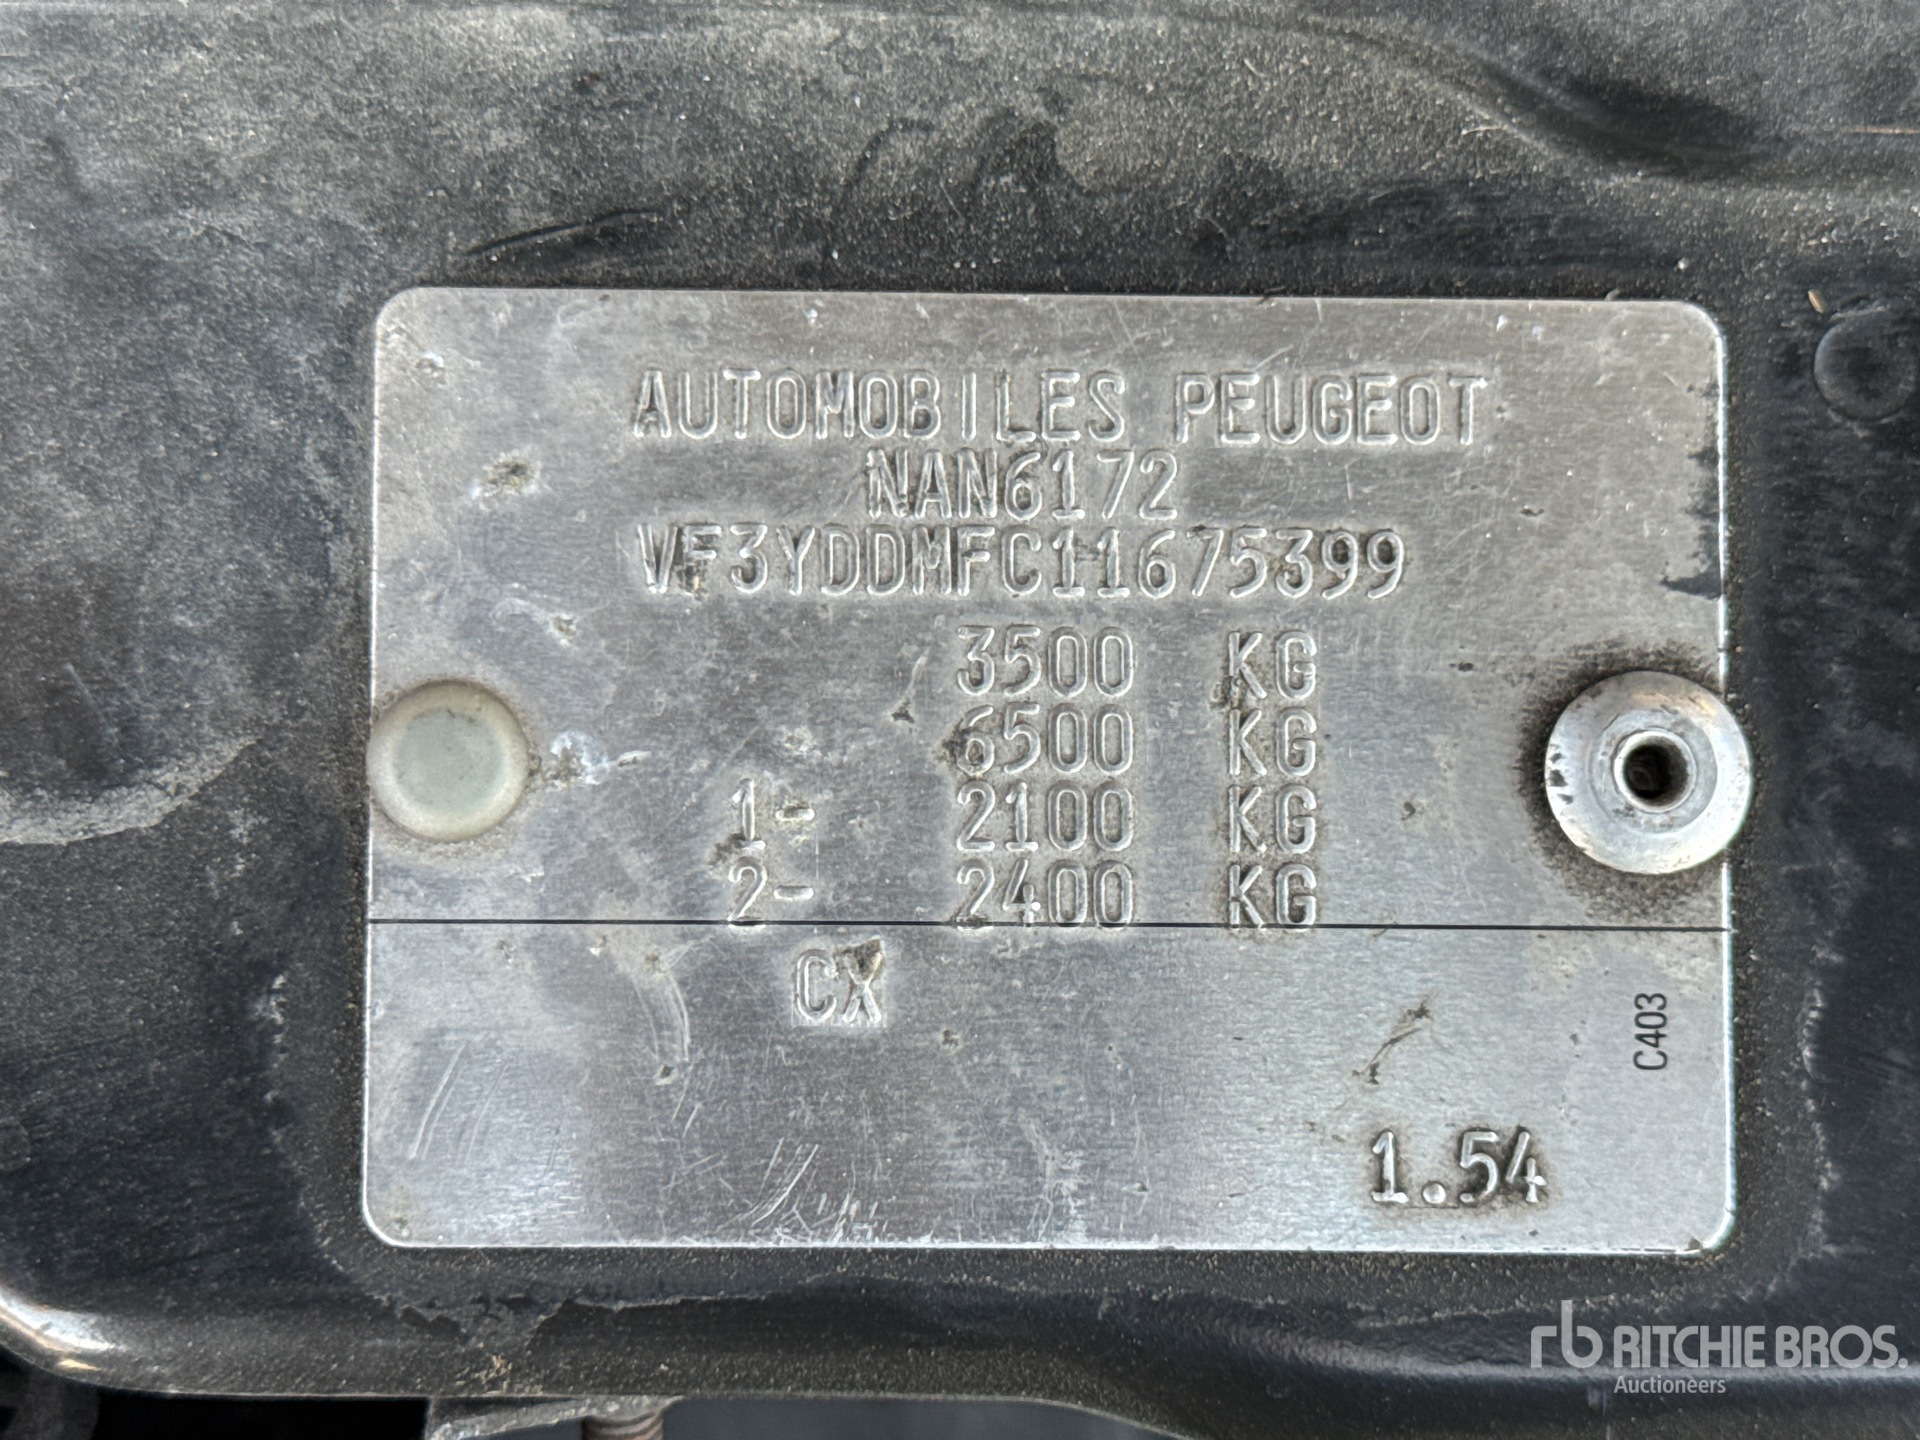 AUTOMOBILES PEUGEOT
NAN6172
VF3YDDMFC11675399
3500 KG
6500 KG
1- 2100 KG
2- 2400 KG
CX
C403
1.54
rb RITCHIE BROS.
Auctioneers